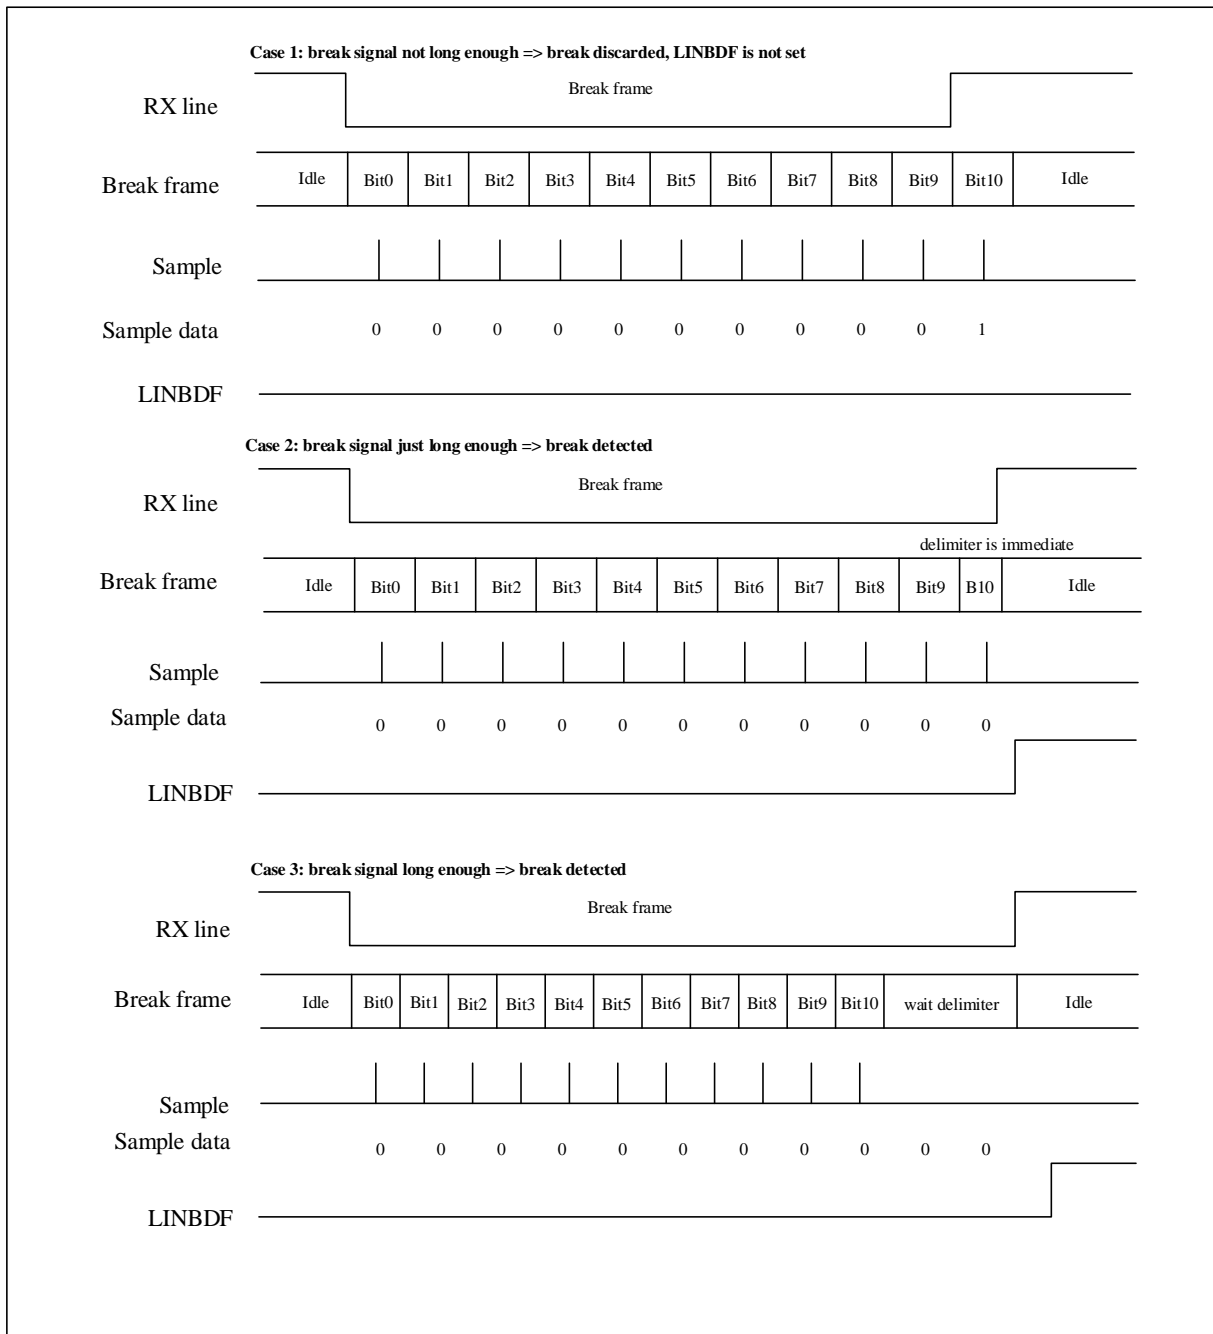 Case 1: break signal not long enough => break discarded, LINBDF is not set
RX line
Break frame
Break frame
Idle Bit0 Bit1 Bit2 Bit3 Bit4 Bit5 Bit6 Bit7 Bit8 Bit9 Bit10 Idle
Sample
Sample data
0 0 0 0 0 0 0 0 0 0 1
LINBDF
Case 2: break signal just long enough => break detected
RX line
Break frame
delimiter is immediate
Break frame
Idle Bit0 Bit1 Bit2 Bit3 Bit4 Bit5 Bit6 Bit7 Bit8 Bit9 B10 Idle
Sample
Sample data
0 0 0 0 0 0 0 0 0 0 0
LINBDF
Case 3: break signal long enough => break detected
RX line
Break frame
Break frame
Idle Bit0 Bit1 Bit2 Bit3 Bit4 Bit5 Bit6 Bit7 Bit8 Bit9 Bit10 wait delimiter Idle
Sample
Sample data
0 0 0 0 0 0 0 0 0 0 0
LINBDF